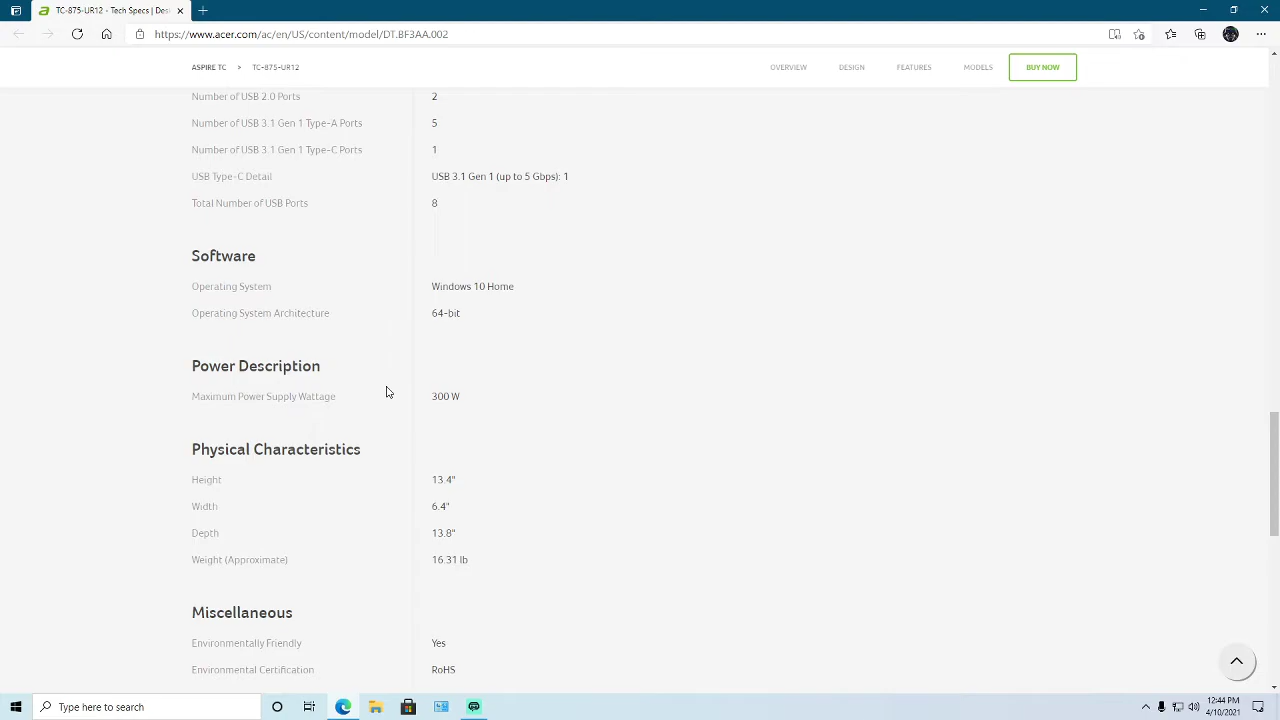 TC-875-UR12 - Tech Specs | Des
https://www.acer.com/ac/en/US/content/model/DT.BF3AA.002
ASPIRE TC > TC-875-UR12 OVERVIEW DESIGN FEATURES MODELS BUY NOW
Number of USB 2.0 Ports 2
Number of USB 3.1 Gen 1 Type-A Ports 5
Number of USB 3.1 Gen 1 Type-C Ports 1
USB Type-C Detail USB 3.1 Gen 1 (up to 5 Gbps): 1
Total Number of USB Ports 8
Software
Operating System Windows 10 Home
Operating System Architecture 64-bit
Power Description
Maximum Power Supply Wattage 300 W
Physical Characteristics
Height 13.4"
Width 6.4"
Depth 13.8"
Weight (Approximate) 16.31 lb
Miscellaneous
Environmentally Friendly Yes
Environmental Certification RoHS
Type here to search
12:44 PM
4/10/2021